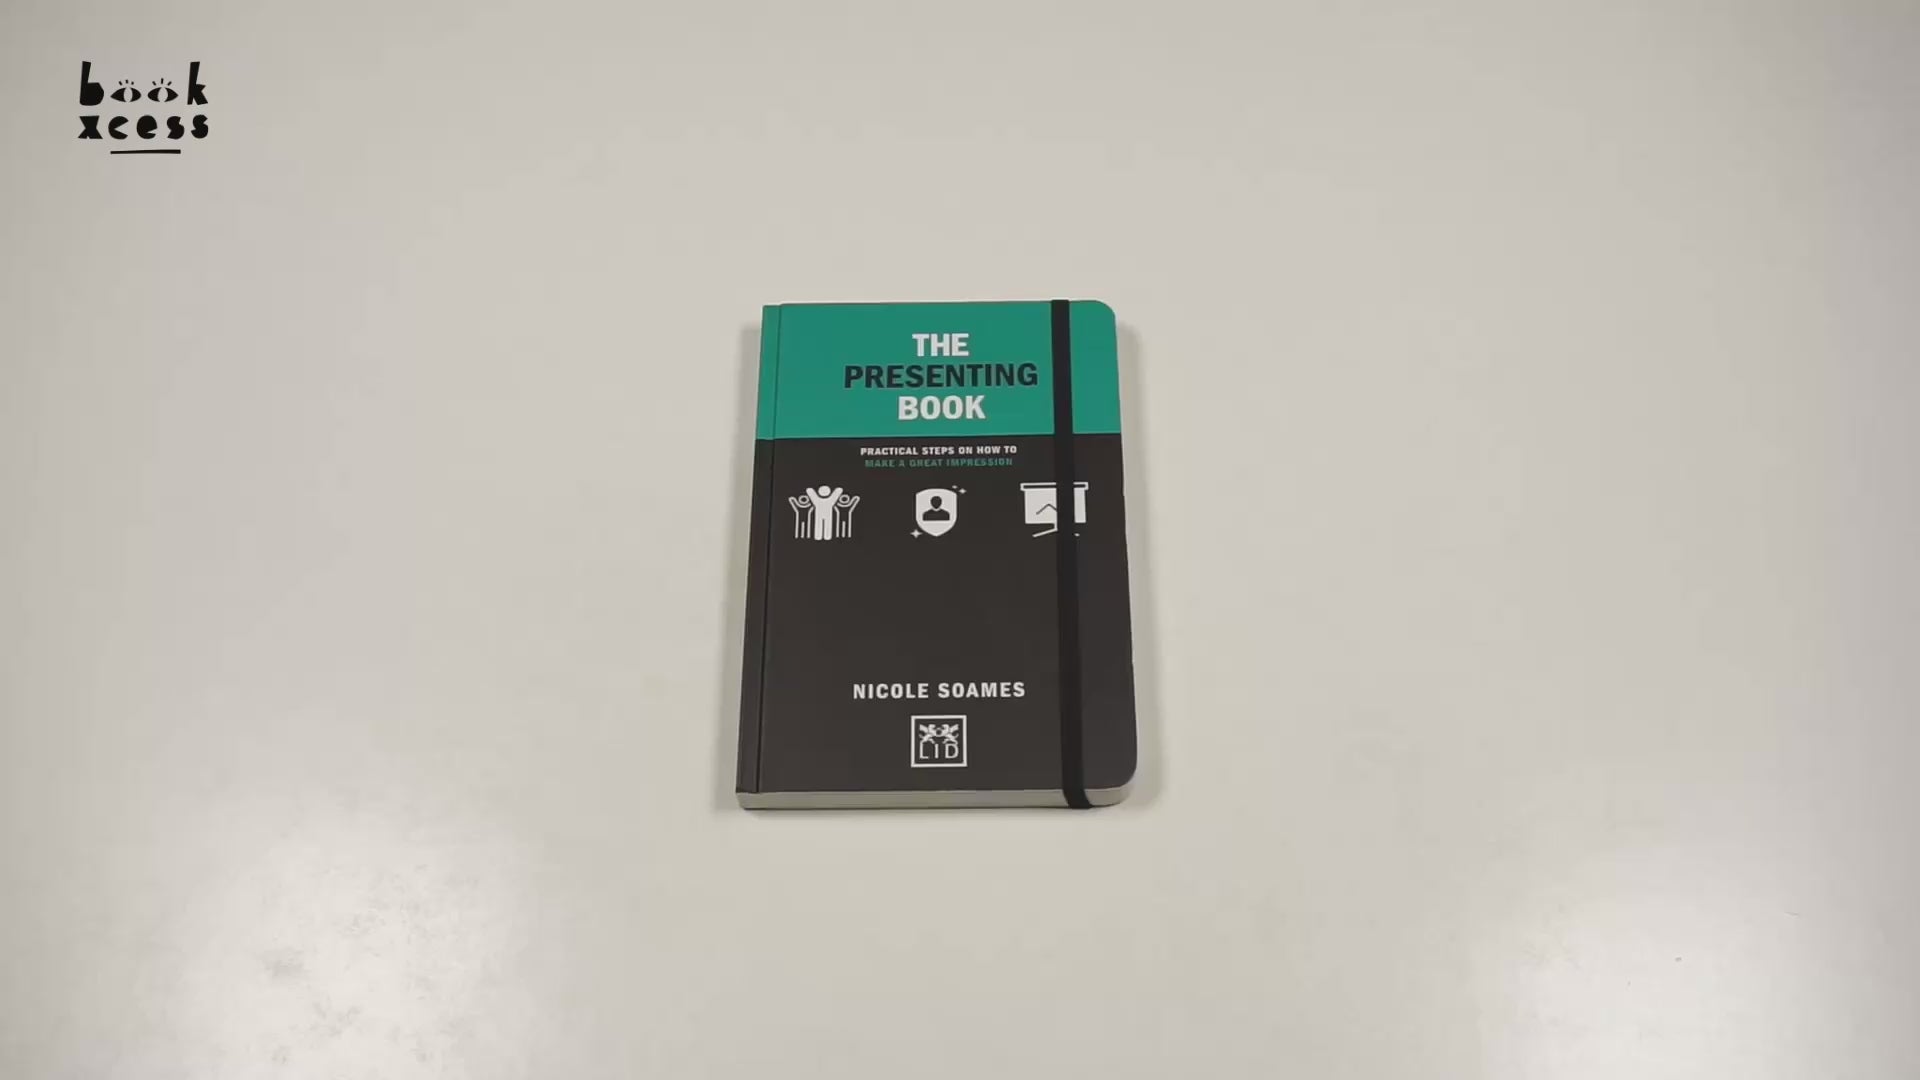 book
xcess
THE
PRESENTING
BOOK
PRACTICAL STEPS ON HOW TO
MAKE A GREAT IMPRESSION
NICOLE SOAMES
LID